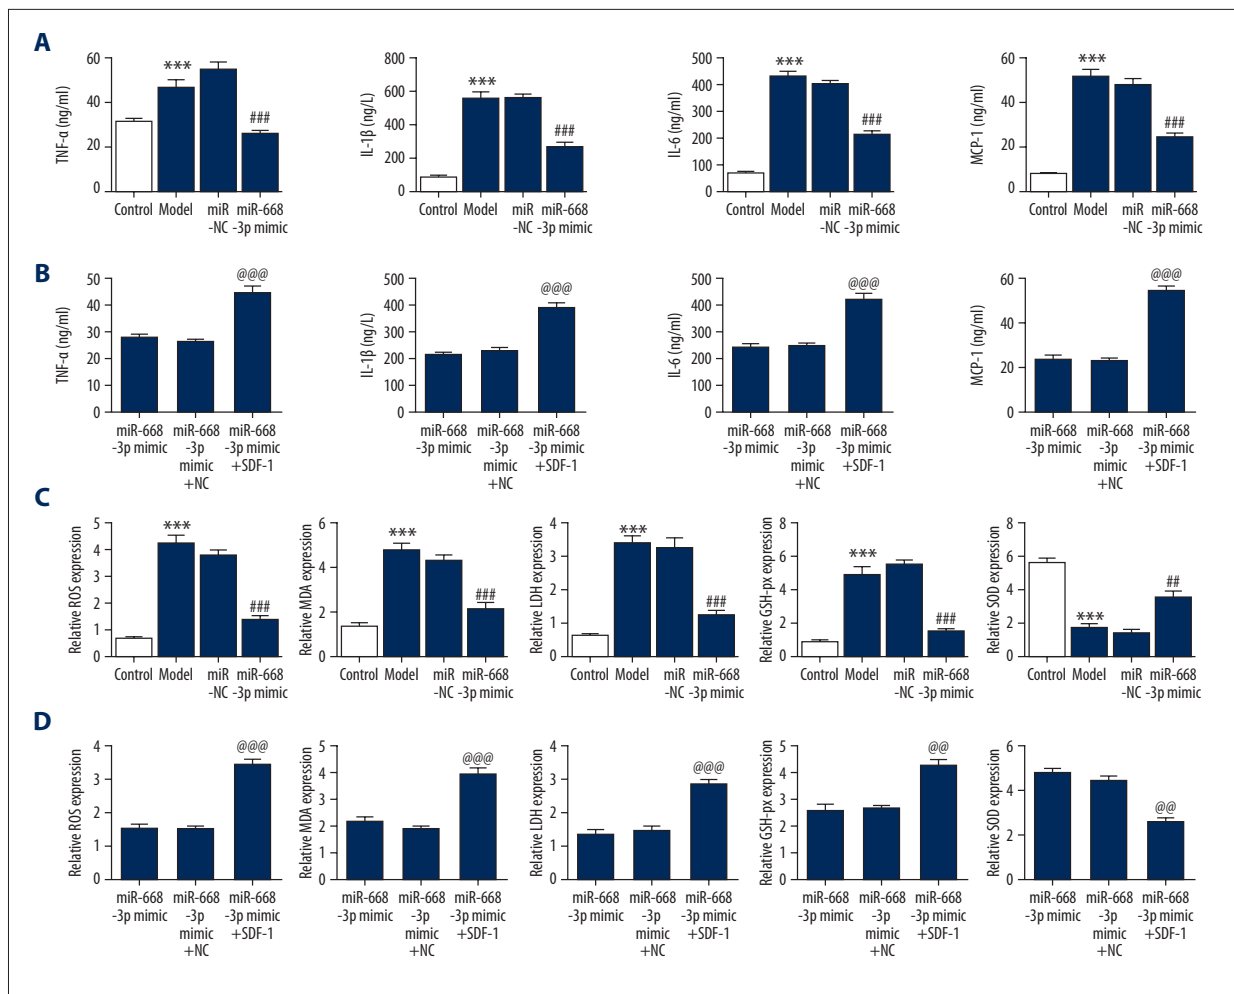 A
TNF-α (ng/ml)
60
40
20
0
***
###
Control Model miR miR-668
-NC -3p mimic
IL-1β (ng/L)
800
600
400
200
0
***
###
Control Model miR miR-668
-NC -3p mimic
IL-6 (ng/ml)
500
400
300
200
100
0
***
###
Control Model miR miR-668
-NC -3p mimic
MCP-1 (ng/ml)
60
40
20
0
***
###
Control Model miR miR-668
-NC -3p mimic
B
TNF-α (ng/ml)
50
40
30
20
10
0
@@@
miR-668 miR-668 miR-668
-3p mimic -3p -3p mimic
mimic +SDF-1
+NC
IL-1β (ng/L)
500
400
300
200
100
0
@@@
miR-668 miR-668 miR-668
-3p mimic -3p -3p mimic
mimic +SDF-1
+NC
IL-6 (ng/ml)
500
400
300
200
100
0
@@@
miR-668 miR-668 miR-668
-3p mimic -3p -3p mimic
mimic +SDF-1
+NC
MCP-1 (ng/ml)
60
40
20
0
@@@
miR-668 miR-668 miR-668
-3p mimic -3p -3p mimic
mimic +SDF-1
+NC
C
Relative ROS expression
5
4
3
2
1
0
***
###
Control Model miR miR-668
-NC -3p mimic
Relative MDA expression
6
4
2
0
***
###
Control Model miR miR-668
-NC -3p mimic
Relative LDH expression
4
3
2
1
0
***
###
Control Model miR miR-668
-NC -3p mimic
Relative GSH-px expression
8
6
4
2
0
***
###
Control Model miR miR-668
-NC -3p mimic
Relative SOD expression
8
6
4
2
0
***
##
Control Model miR miR-668
-NC -3p mimic
D
Relative ROS expression
4
3
2
1
0
@@@
miR-668 miR-668 miR-668
-3p mimic -3p -3p mimic
mimic +SDF-1
+NC
Relative MDA expression
5
4
3
2
1
0
@@@
miR-668 miR-668 miR-668
-3p mimic -3p -3p mimic
mimic +SDF-1
+NC
Relative LDH expression
4
3
2
1
0
@@@
miR-668 miR-668 miR-668
-3p mimic -3p -3p mimic
mimic +SDF-1
+NC
Relative GSH-px expression
5
4
3
2
1
0
@@
miR-668 miR-668 miR-668
-3p mimic -3p -3p mimic
mimic +SDF-1
+NC
Relative SOD expression
6
4
2
0
@@
miR-668 miR-668 miR-668
-3p mimic -3p -3p mimic
mimic +SDF-1
+NC